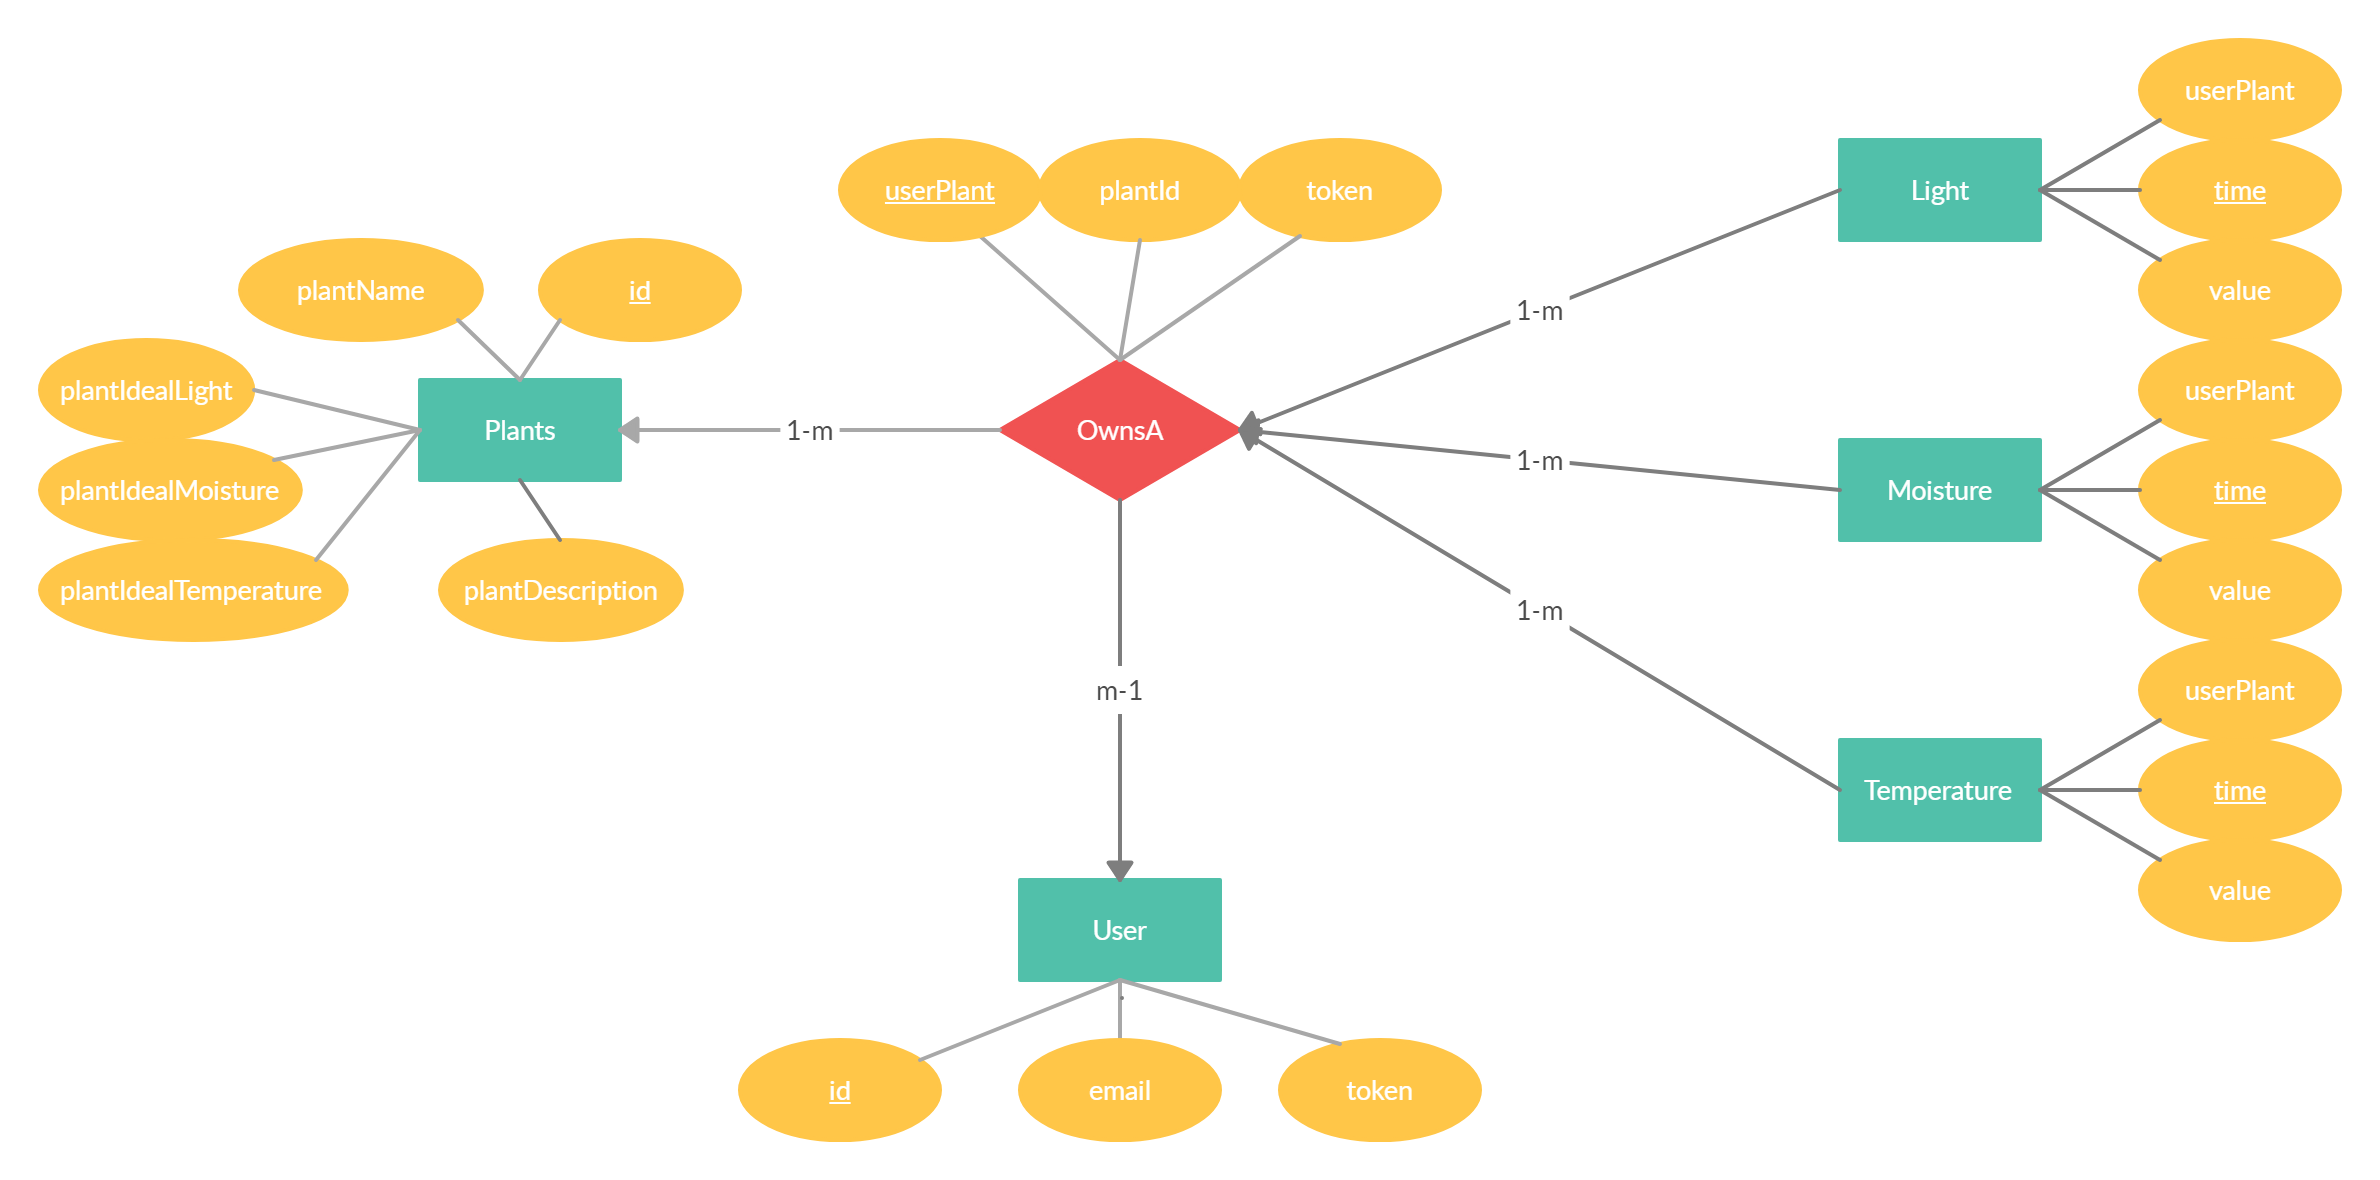 userPlant
Light
time
value
userPlant
plantId
token
plantName
id
plantIdealLight
plantIdealMoisture
plantIdealTemperature
Plants
plantDescription
1-m
OwnsA
1-m
1-m
1-m
userPlant
Moisture
time
value
userPlant
Temperature
time
value
m-1
User
id
email
token